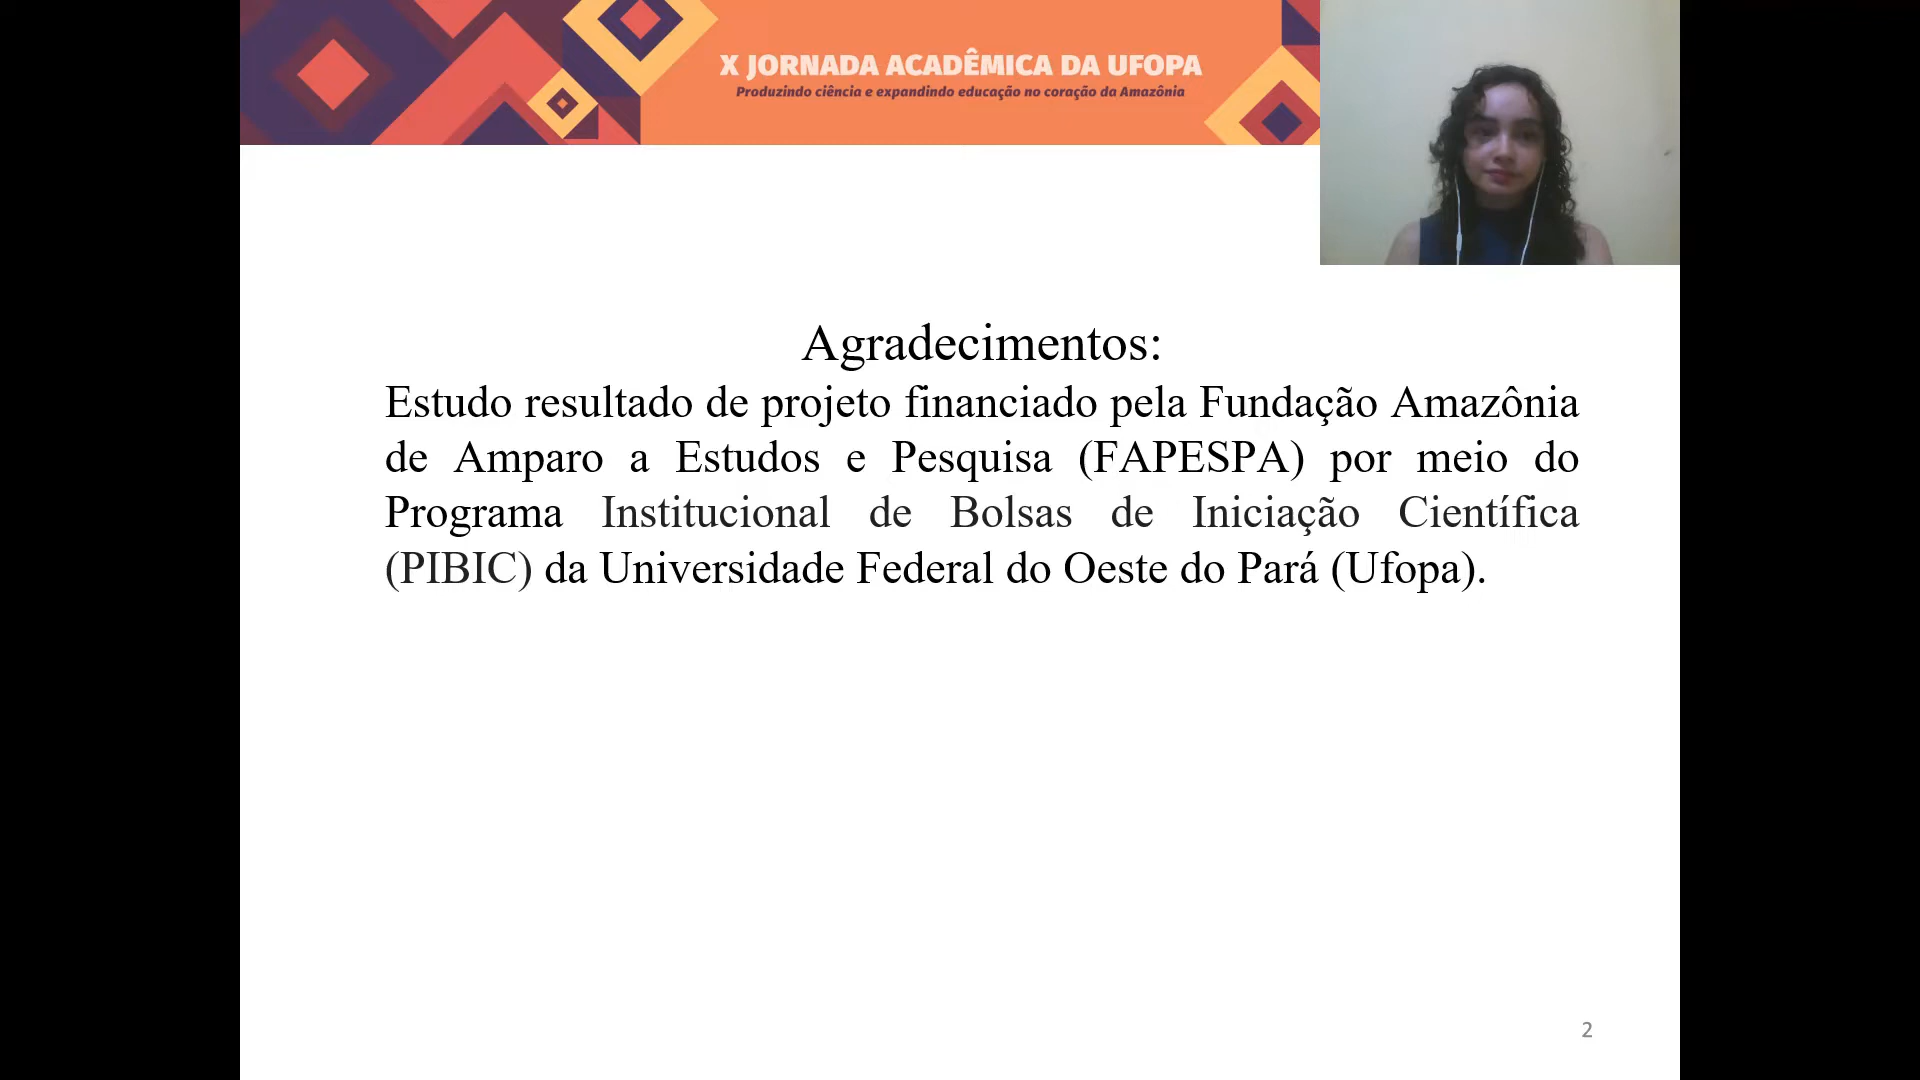 X JORNADA ACADÊMICA DA UFOPA
Produzindo ciência e expandindo educação no coração da Amazônia
Agradecimentos:
Estudo resultado de projeto financiado pela Fundação Amazônia
de Amparo a Estudos e Pesquisa (FAPESPA) por meio do
Programa Institucional de Bolsas de Iniciação Científica
(PIBIC) da Universidade Federal do Oeste do Pará (Ufopa).
2